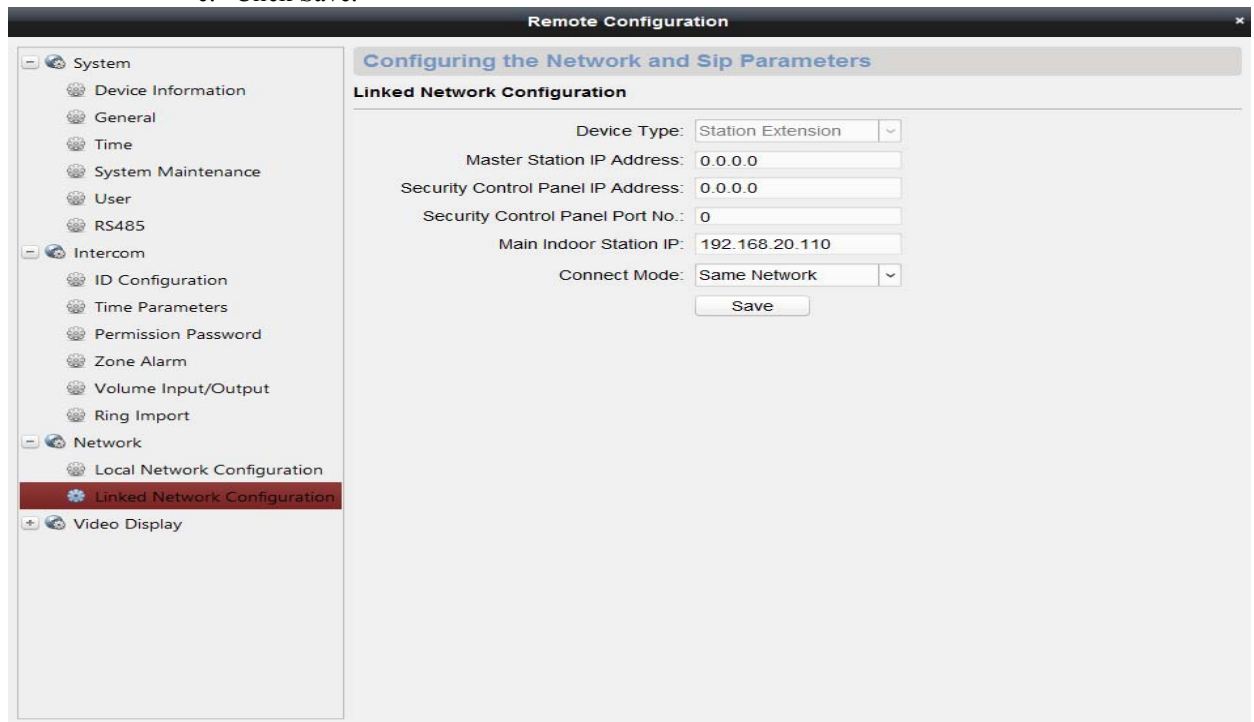 Click Save.
Remote Configuration
System
Device Information
General
Time
System Maintenance
User
RS485
Intercom
ID Configuration
Time Parameters
Permission Password
Zone Alarm
Volume Input/Output
Ring Import
Network
Local Network Configuration
Linked Network Configuration
Video Display
Configuring the Network and Sip Parameters
Linked Network Configuration
Device Type: Station Extension
Master Station IP Address: 0.0.0.0
Security Control Panel IP Address: 0.0.0.0
Security Control Panel Port No.: 0
Main Indoor Station IP: 192.168.20.110
Connect Mode: Same Network
Save